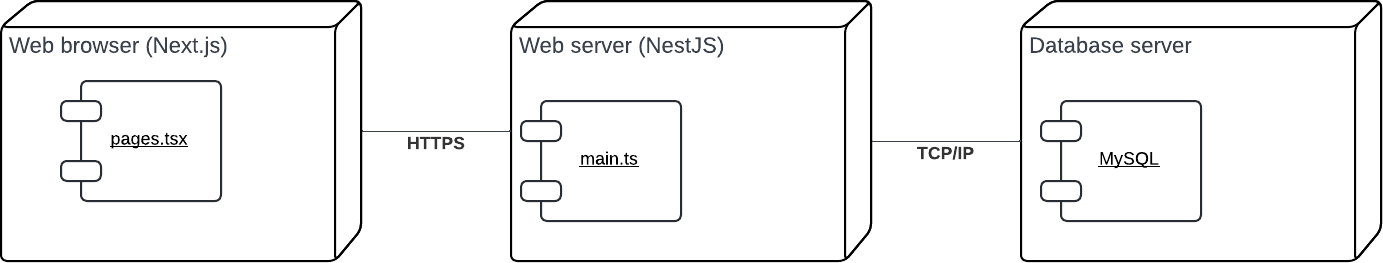 Web browser (Next.js)
pages.tsx
HTTPS
Web server (NestJS)
main.ts
TCP/IP
Database server
MySQL